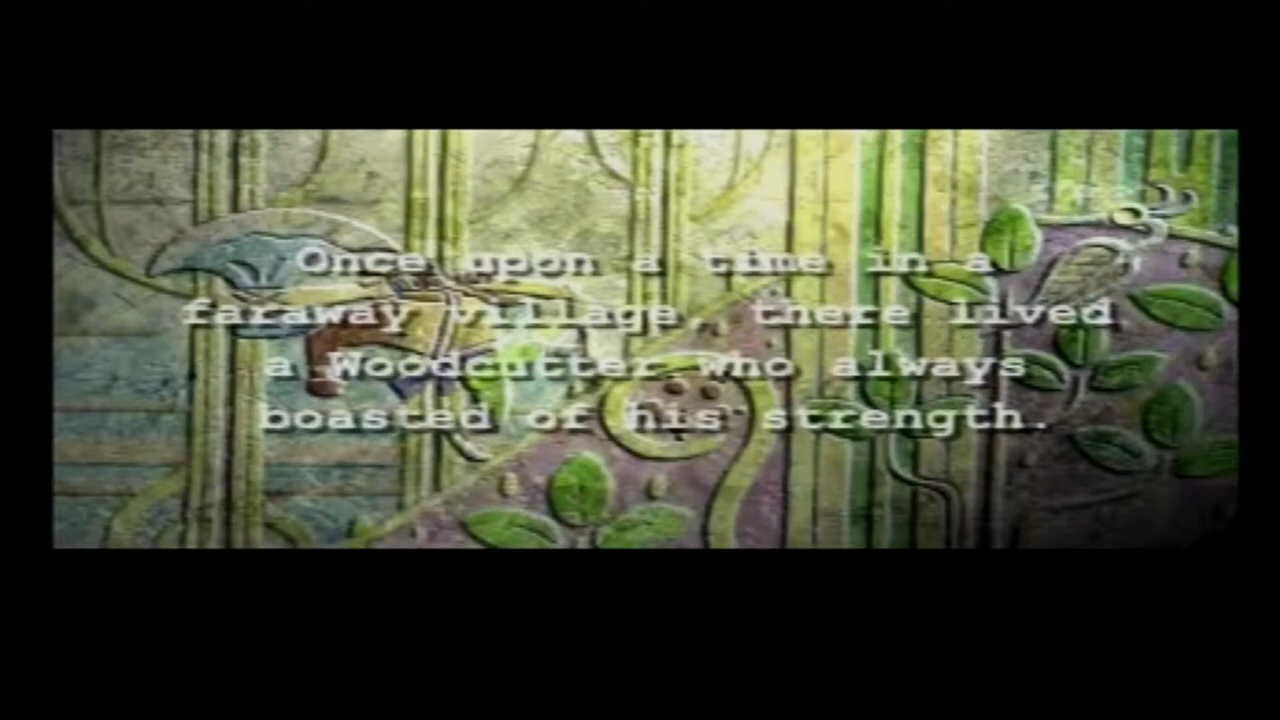 Once upon a time in a
faraway village, there lived
a Woodcutter who always
boasted of his strength.